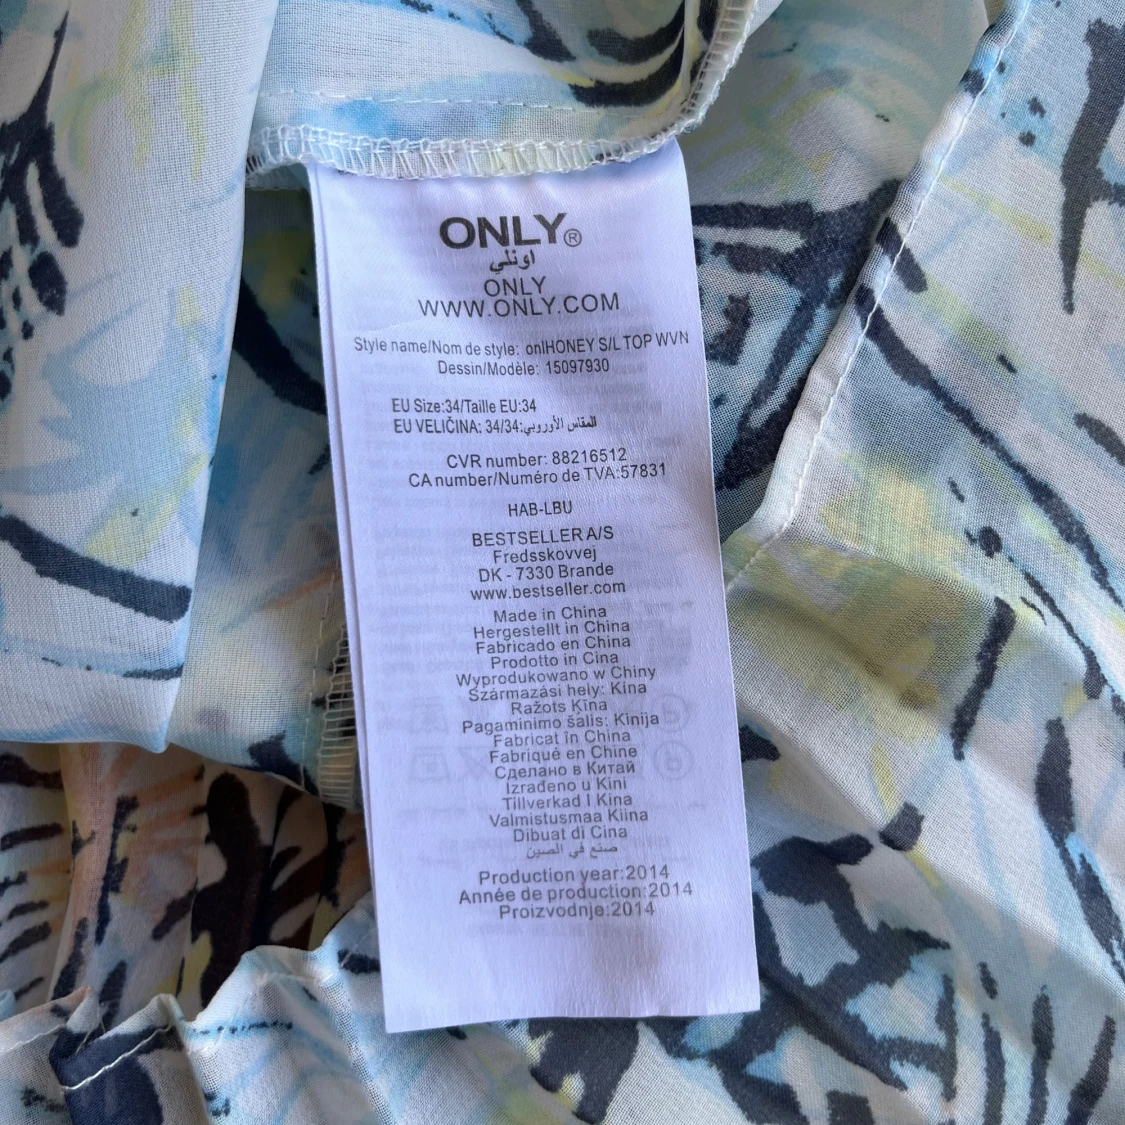 ONLY®
اونلي
ONLY
WWW.ONLY.COM
Style name/Nom de style: onlHONEY S/L TOP WVN
Dessin/Modèle: 15097930
EU Size:34/Taille EU:34
EU VELIČINA: 34/34:المقاس الأوروبي
CVR number: 88216512
CA number/Numéro de TVA:57831
HAB-LBU
BESTSELLER A/S
Fredsskovvej
DK - 7330 Brande
www.bestseller.com
Made in China
Hergestellt in China
Fabricado en China
Prodotto in Cina
Wyprodukowano w Chiny
Származási hely: Kina
Ražots Ķīna
Pagaminimo šalis: Kinija
Fabricat în China
Fabriqué en Chine
Сделано в Китай
Izradeno u Kini
Tillverkad I Kina
Valmistusmaa Kiina
Dibuat di Cina
صنع في الصين
Production year:2014
Année de production:2014
Proizvodnje:2014